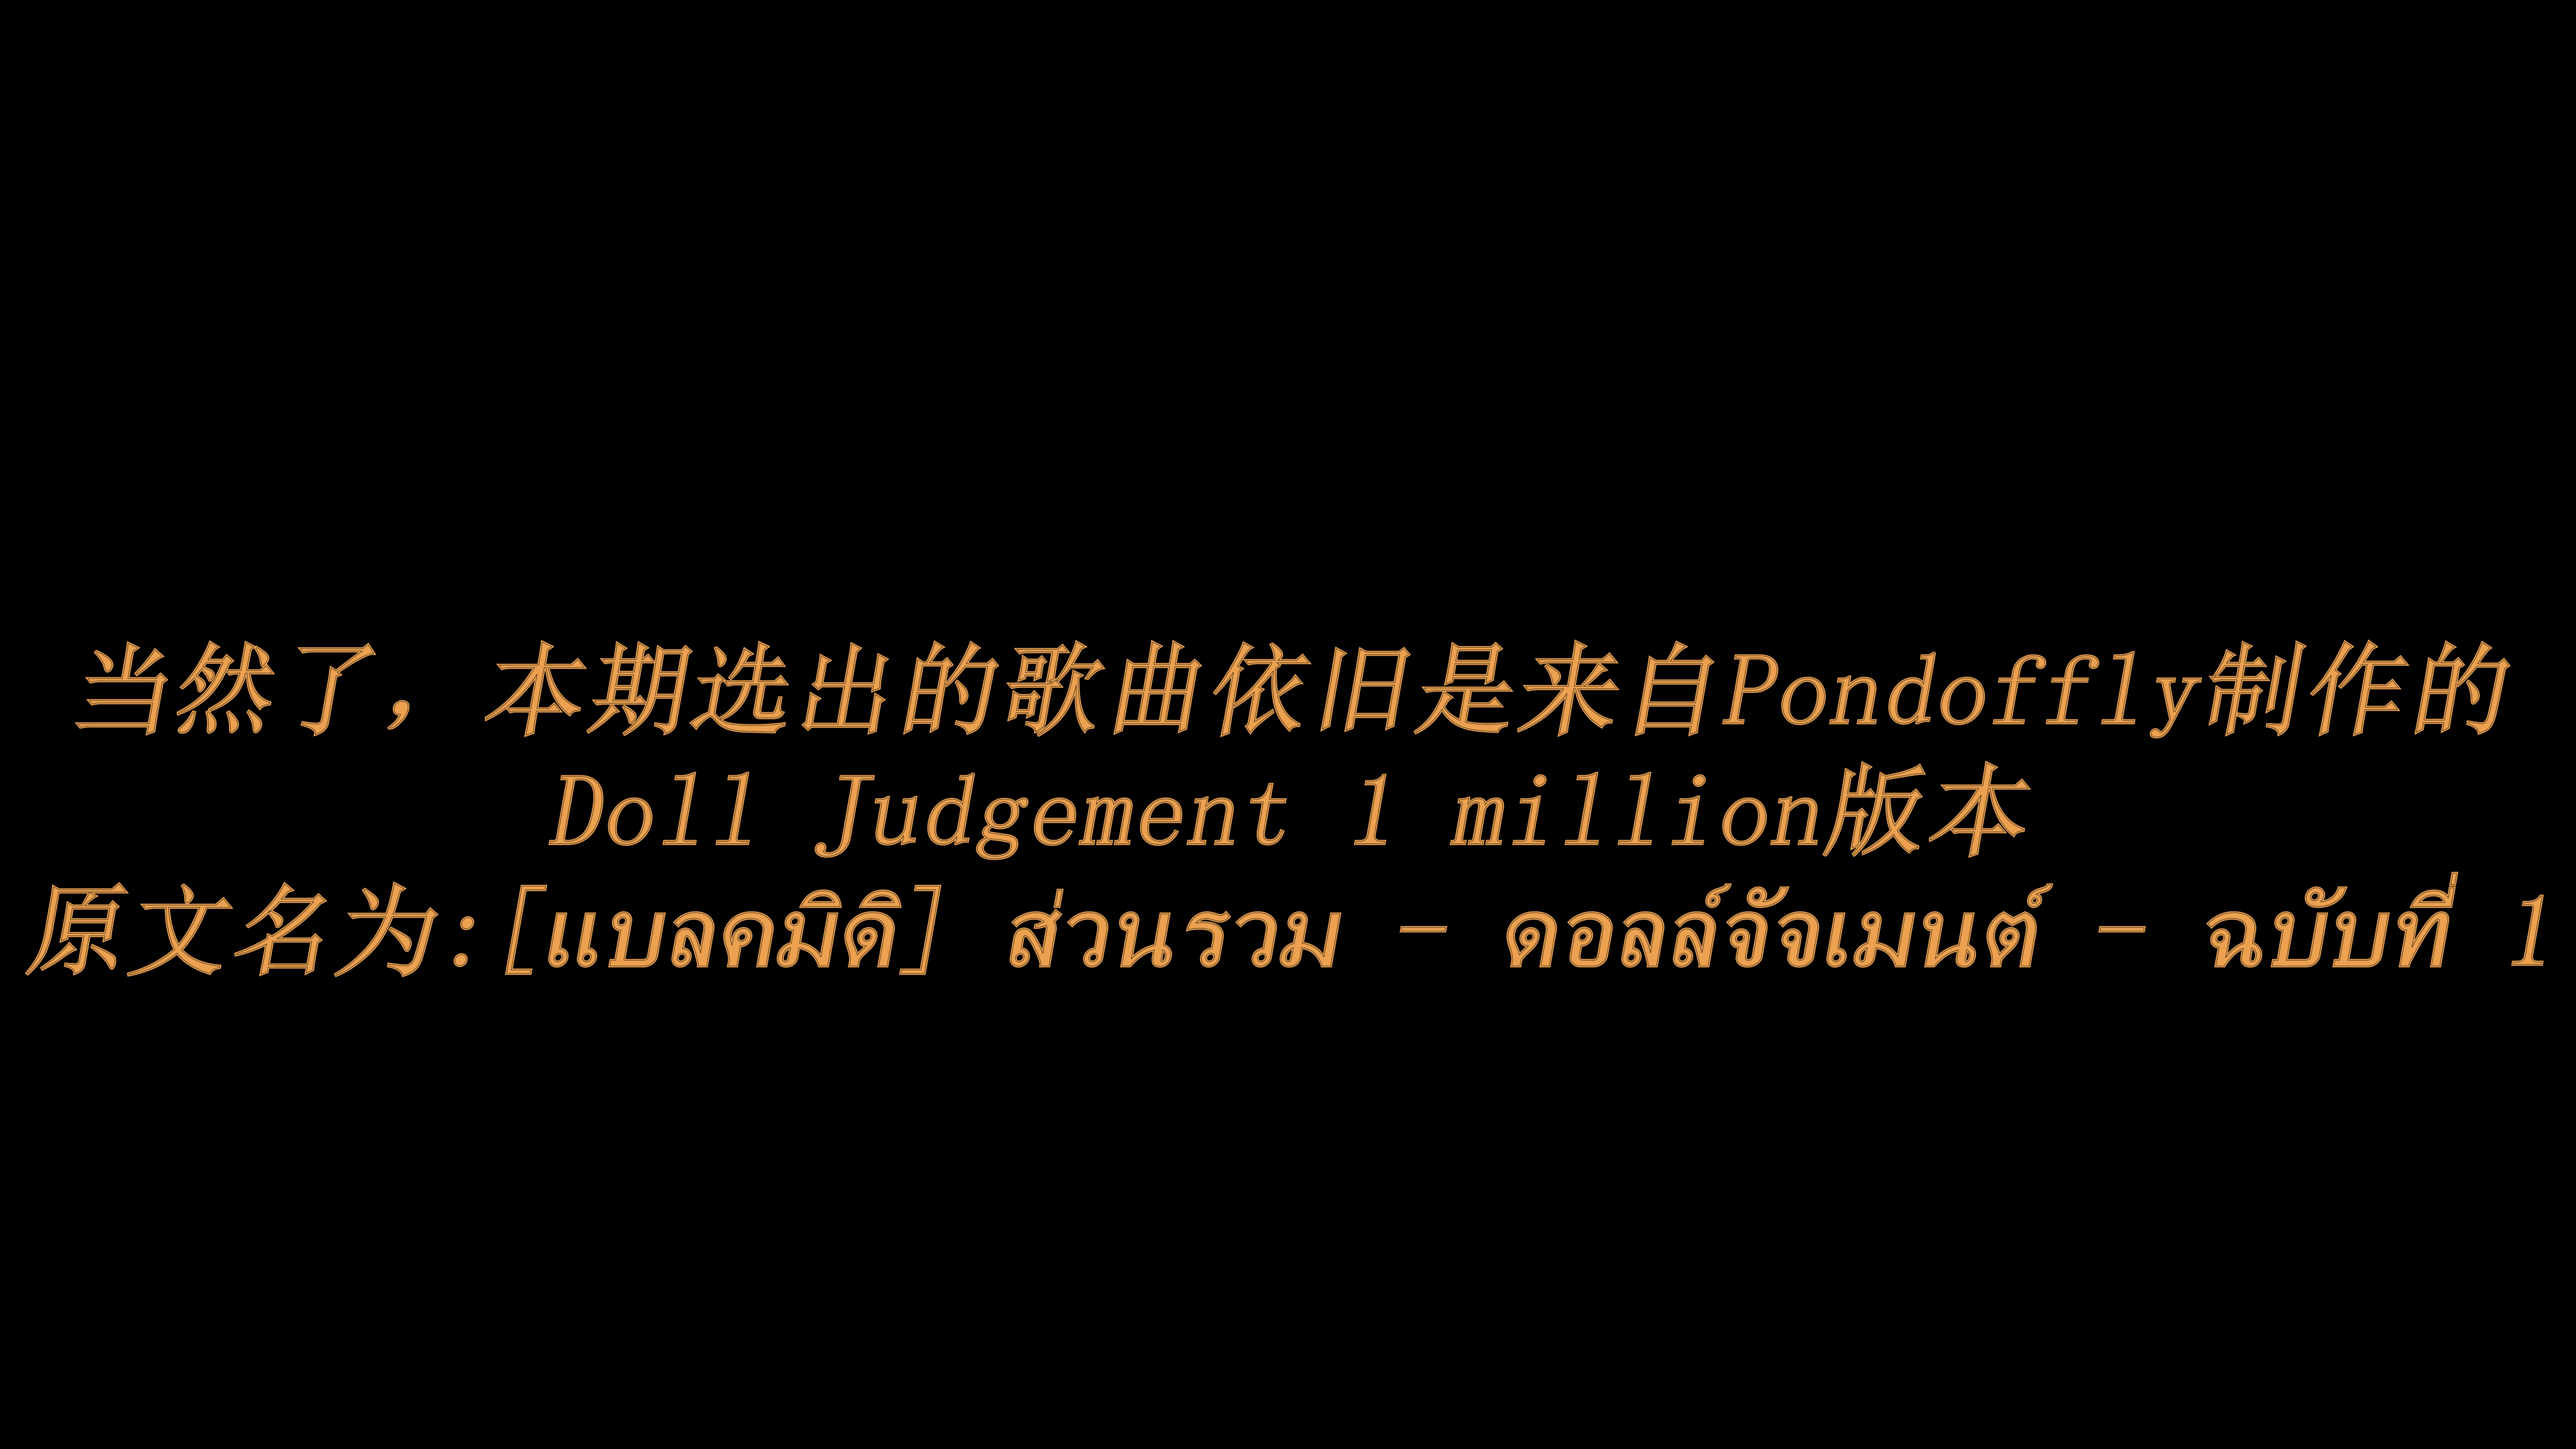 当然了，本期选出的歌曲依旧是来自Pondoffly制作的
Doll Judgement 1 million版本
原文名为:[แบลคมิดิ] ส่วนรวม - ดอลล์จัจเมนต์ - ฉบับที่ 1